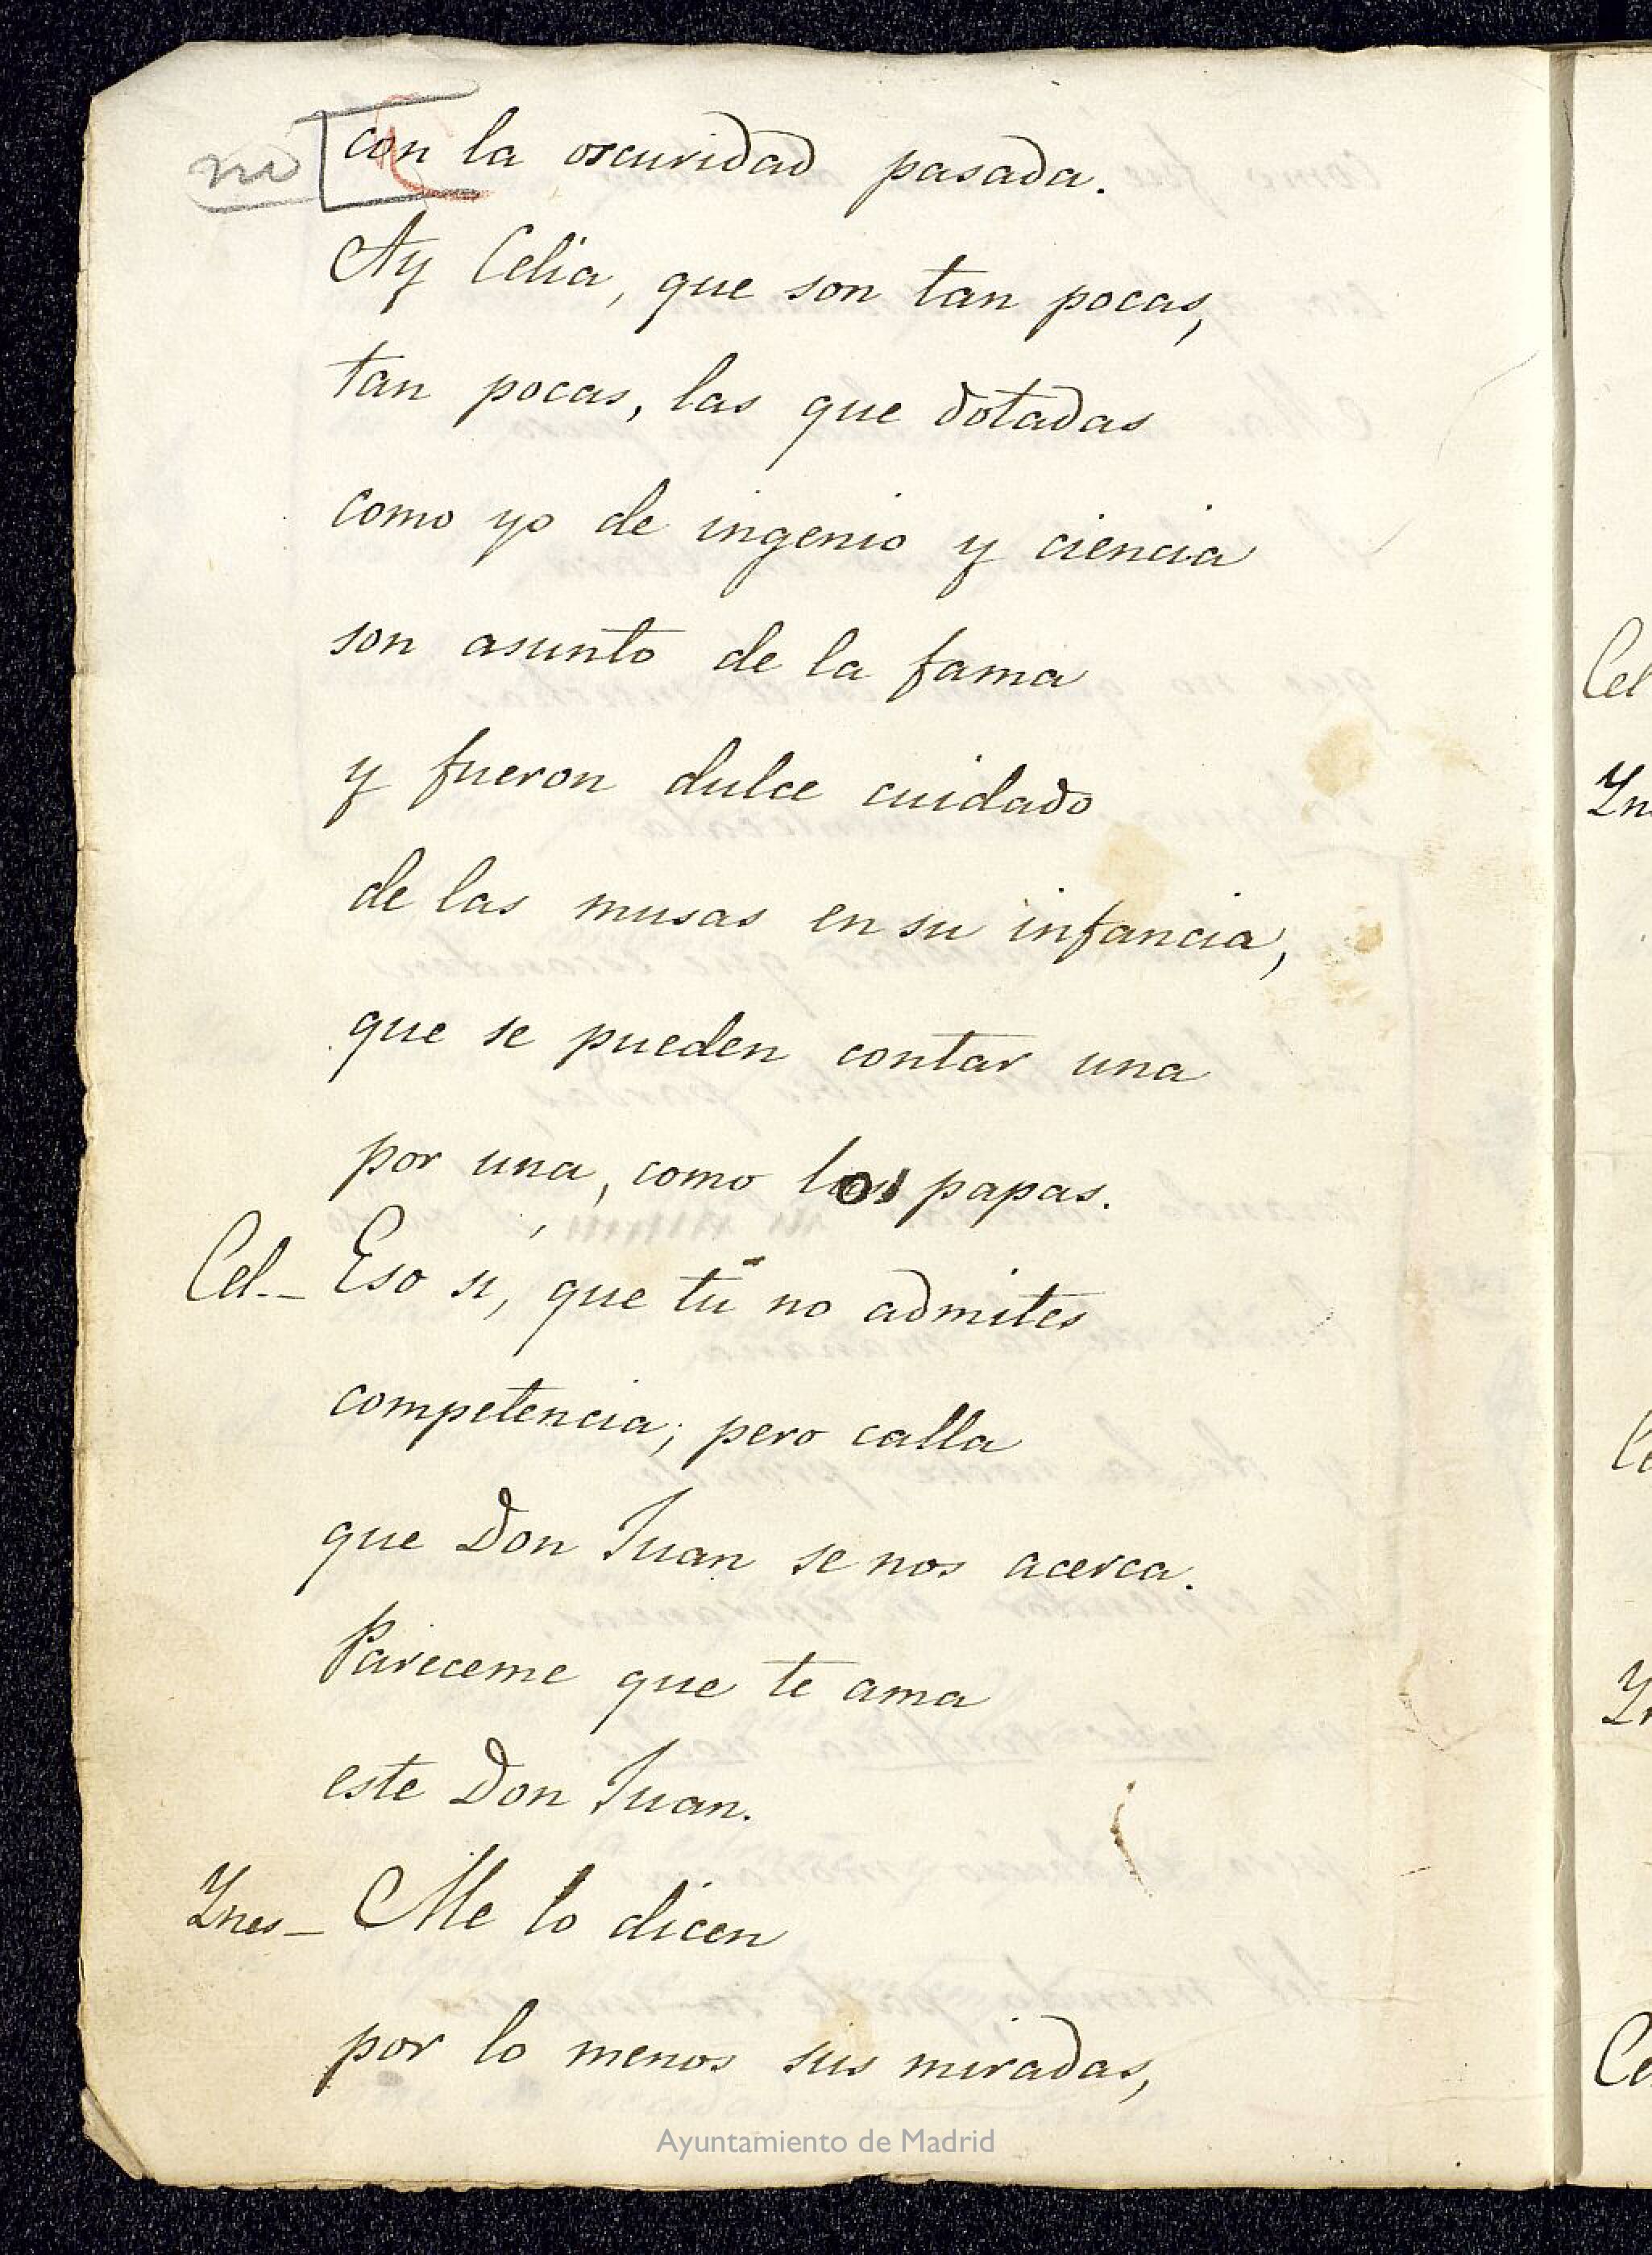 no con la oscuridad pasada.
Ay Celia, que son tan pocas,
tan pocas, las que dotadas
como yo de ingenio y ciencia
son asunto de la fama
y fueron dulce cuidado
de las musas en su infancia,
que se pueden contar una
por una, como los papas.
Cel.- Eso si, que tú no admites
competencia; pero calla
que Don Juan se nos acerca.
Pareceme que te ama
este Don Juan.
Ines- Me lo dicen
por lo menos sus miradas,
Cel
Yn
Ce
Yn
Ce
Ayuntamiento de Madrid